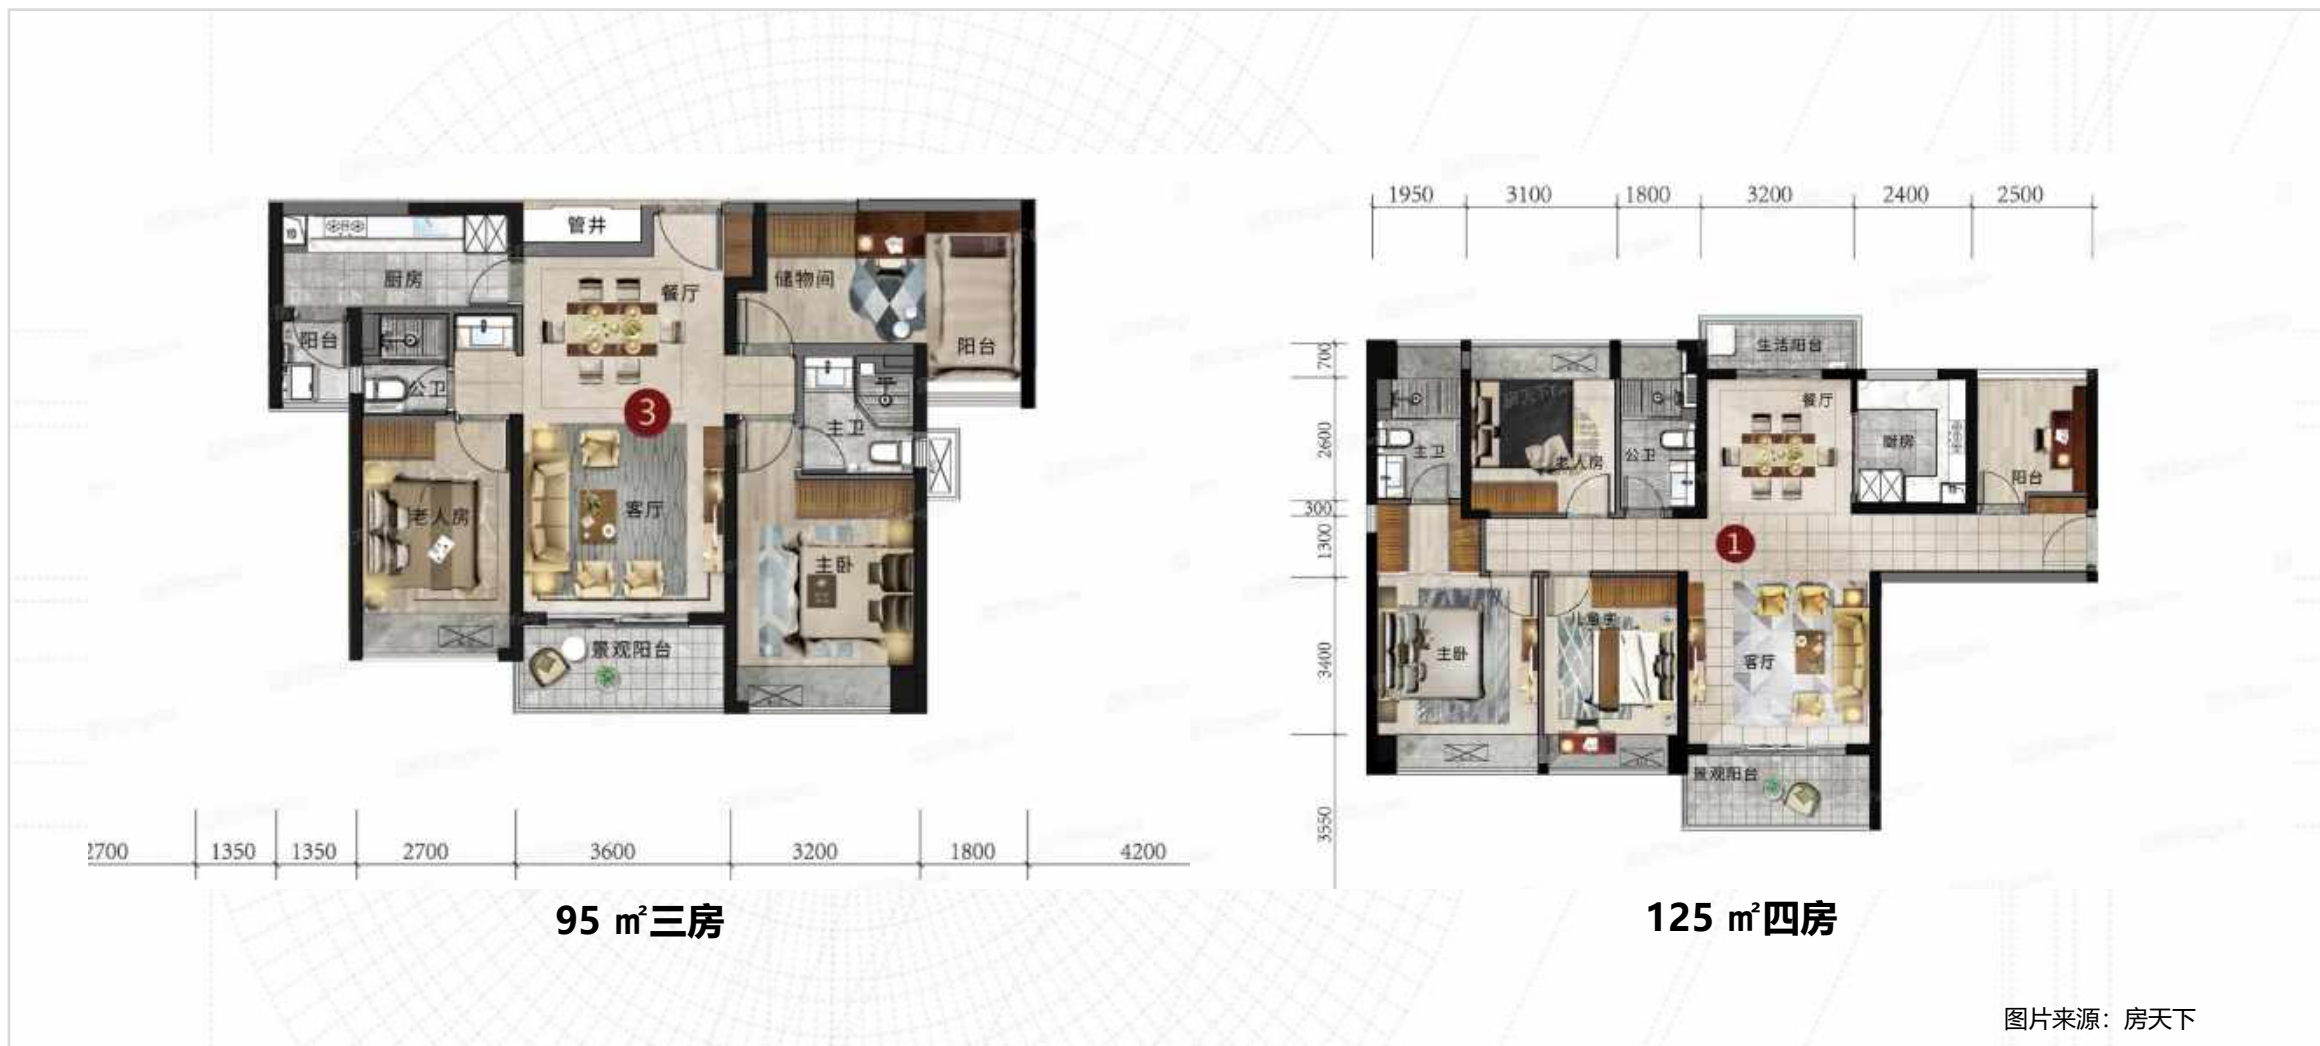 管井
厨房
餐厅
储物间
阳台
阳台
公卫
3
主卫
老人房
客厅
主卧
景观阳台
2700 1350 1350 2700 3600 3200 1800 4200
95 ㎡三房
1950 3100 1800 3200 2400 2500
700
2600
300
1300
3400
3550
生活阳台
餐厅
厨房
主卫
老人房
公卫
阳台
1
儿童房
主卧
客厅
景观阳台
125 ㎡四房
图片来源：房天下